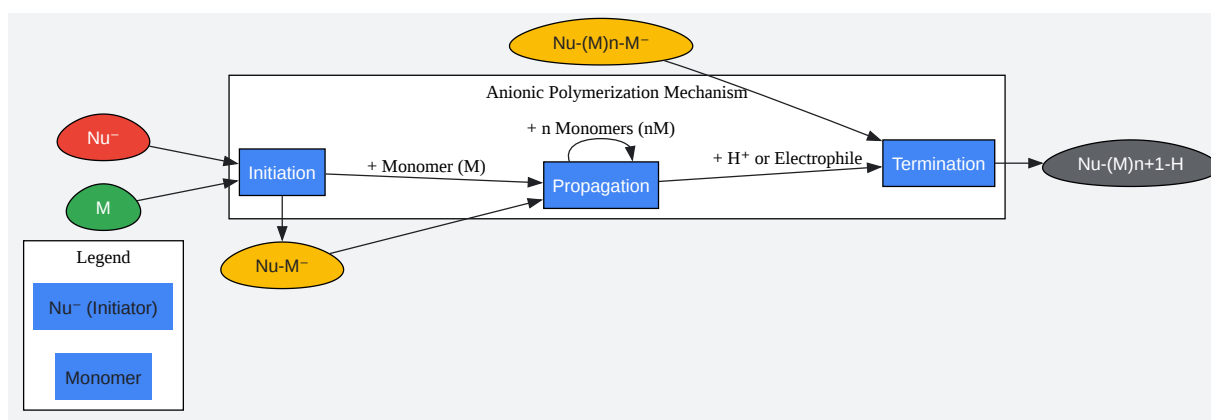 Nu-(M)n-M⁻
Anionic Polymerization Mechanism
Nu⁻
+ n Monomers (nM)
+ Monomer (M)
+ H⁺ or Electrophile
Initiation
Propagation
Termination
Nu-(M)n+1-H
M
Nu-M⁻
Legend
Nu⁻ (Initiator)
Monomer